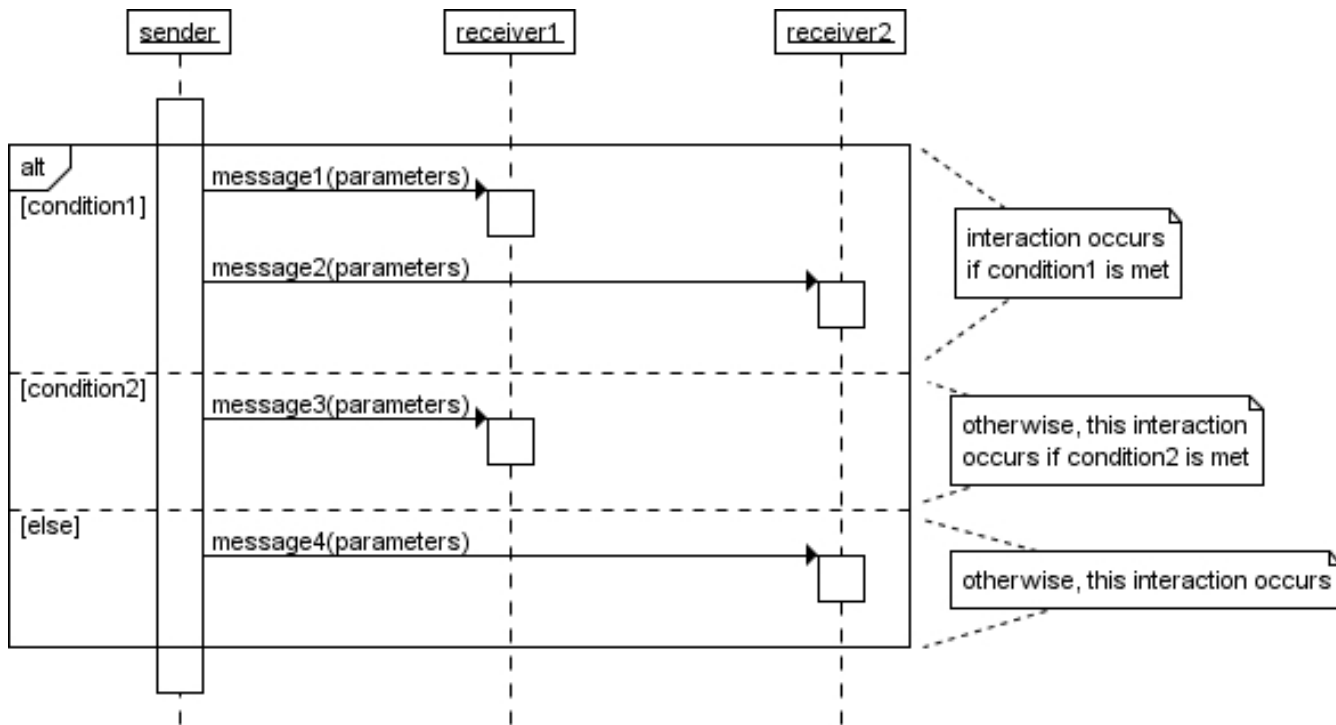 sender
receiver1
receiver2
alt
message1(parameters)
[condition1]
interaction occurs
if condition1 is met
message2(parameters)
[condition2]
message3(parameters)
otherwise, this interaction
occurs if condition2 is met
[else]
message4(parameters)
otherwise, this interaction occurs